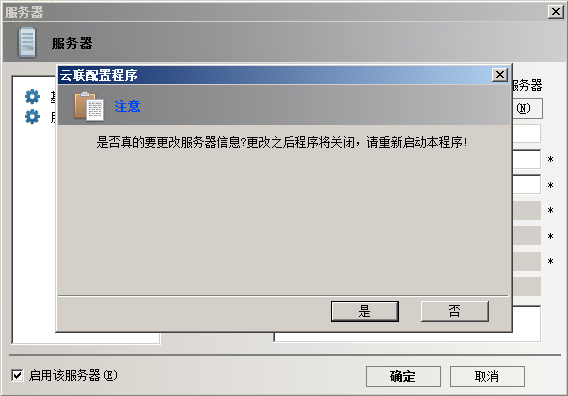 服务器
服务器
云联配置程序
注意
服务器
(N)
是否真的要更改服务器信息?更改之后程序将关闭，请重新启动本程序!
*
*
*
*
*
是
否
启用该服务器(E)
确定
取消